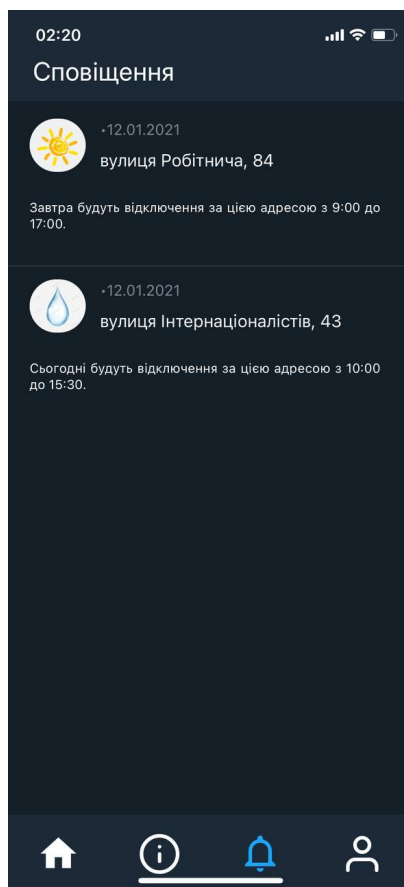 02:20
Сповіщення
•12.01.2021
вулиця Робітнича, 84
Завтра будуть відключення за цією адресою з 9:00 до
17:00.
•12.01.2021
вулиця Інтернаціоналістів, 43
Сьогодні будуть відключення за цією адресою з 10:00
до 15:30.